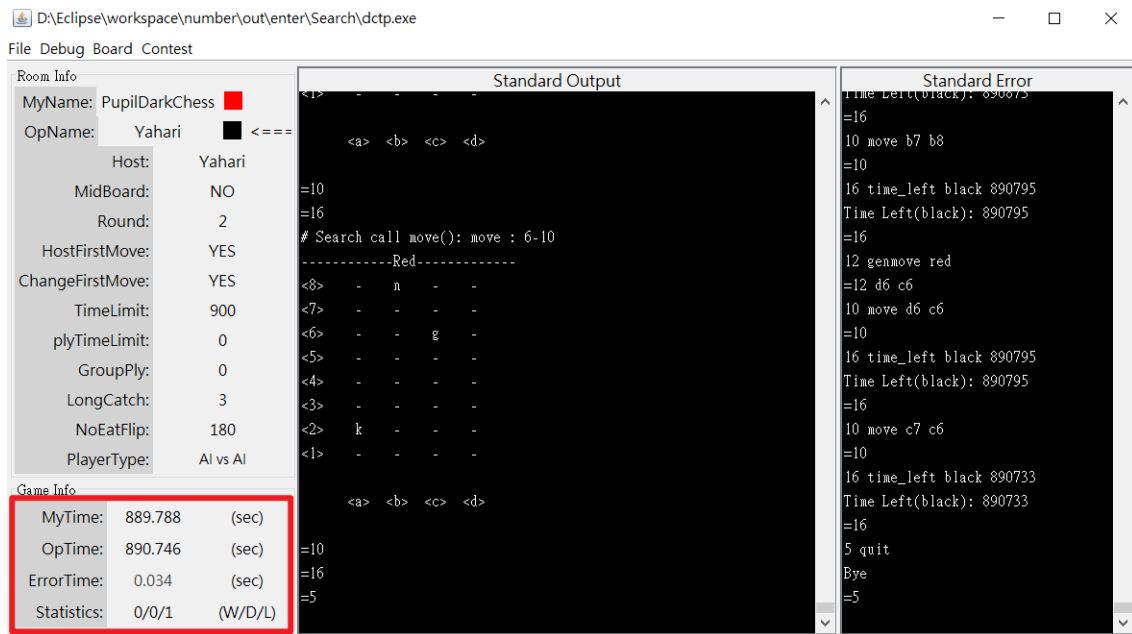 D:\Eclipse\workspace\number\out\enter\Search\dctp.exe
File Debug Board Contest
Room Info
MyName: PupilDarkChess
OpName: Yahari <===
Host: Yahari
MidBoard: NO
Round: 2
HostFirstMove: YES
ChangeFirstMove: YES
TimeLimit: 900
plyTimeLimit: 0
GroupPly: 0
LongCatch: 3
NoEatFlip: 180
PlayerType: AI vs AI
Game Info
MyTime: 889.788 (sec)
OpTime: 890.746 (sec)
ErrorTime: 0.034 (sec)
Statistics: 0/0/1 (W/D/L)
Standard Output
<1> - - - -
<a> <b> <c> <d>
=10
=16
# Search call move(): move : 6-10
------------Red-------------
<8> - n - -
<7> - - - -
<6> - - g -
<5> - - - -
<4> - - - -
<3> - - - -
<2> k - - -
<1> - - - -
<a> <b> <c> <d>
=10
=16
=5
Standard Error
Time Left(black): 890875
=16
10 move b7 b8
=10
16 time_left black 890795
Time Left(black): 890795
=16
12 genmove red
=12 d6 c6
10 move d6 c6
=10
16 time_left black 890795
Time Left(black): 890795
=16
10 move c7 c6
=10
16 time_left black 890733
Time Left(black): 890733
=16
5 quit
Bye
=5